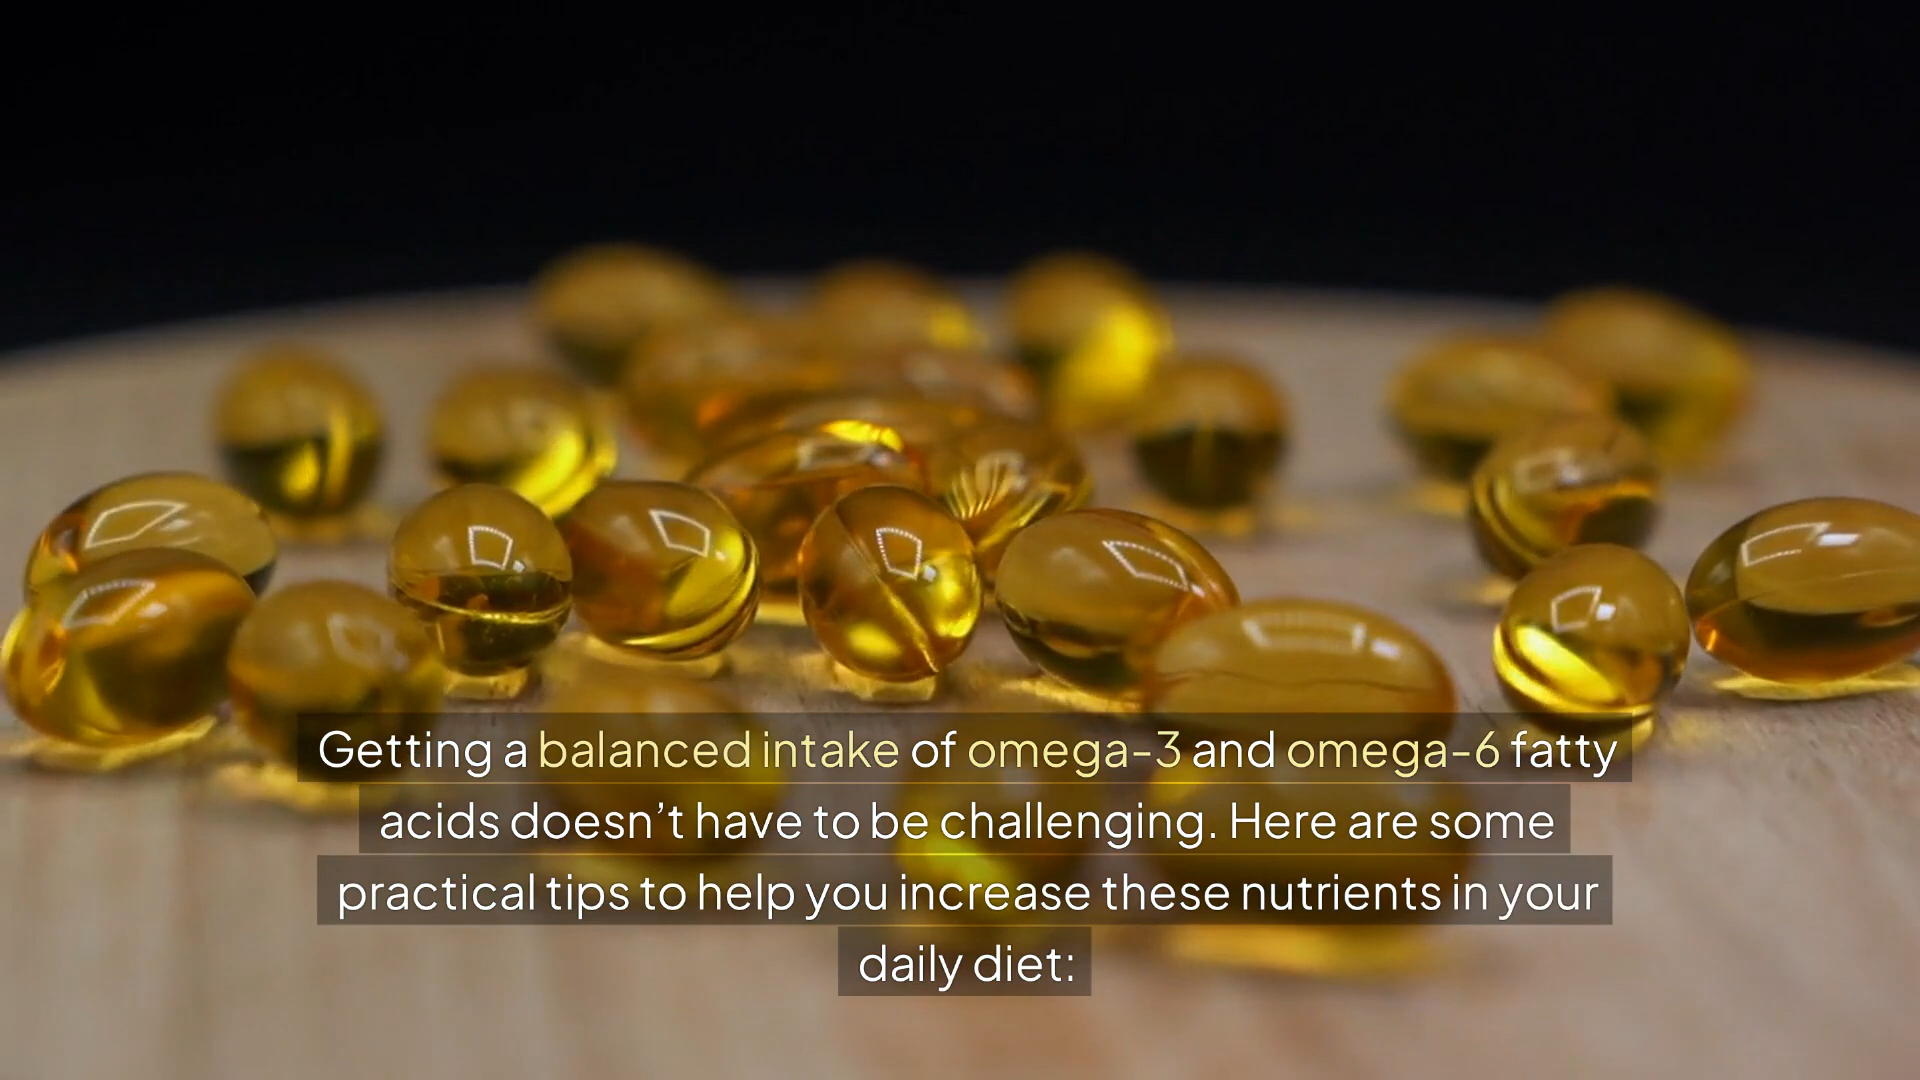 Getting a balanced intake of omega-3 and omega-6 fatty
acids doesn’t have to be challenging. Here are some
practical tips to help you increase these nutrients in your
daily diet: